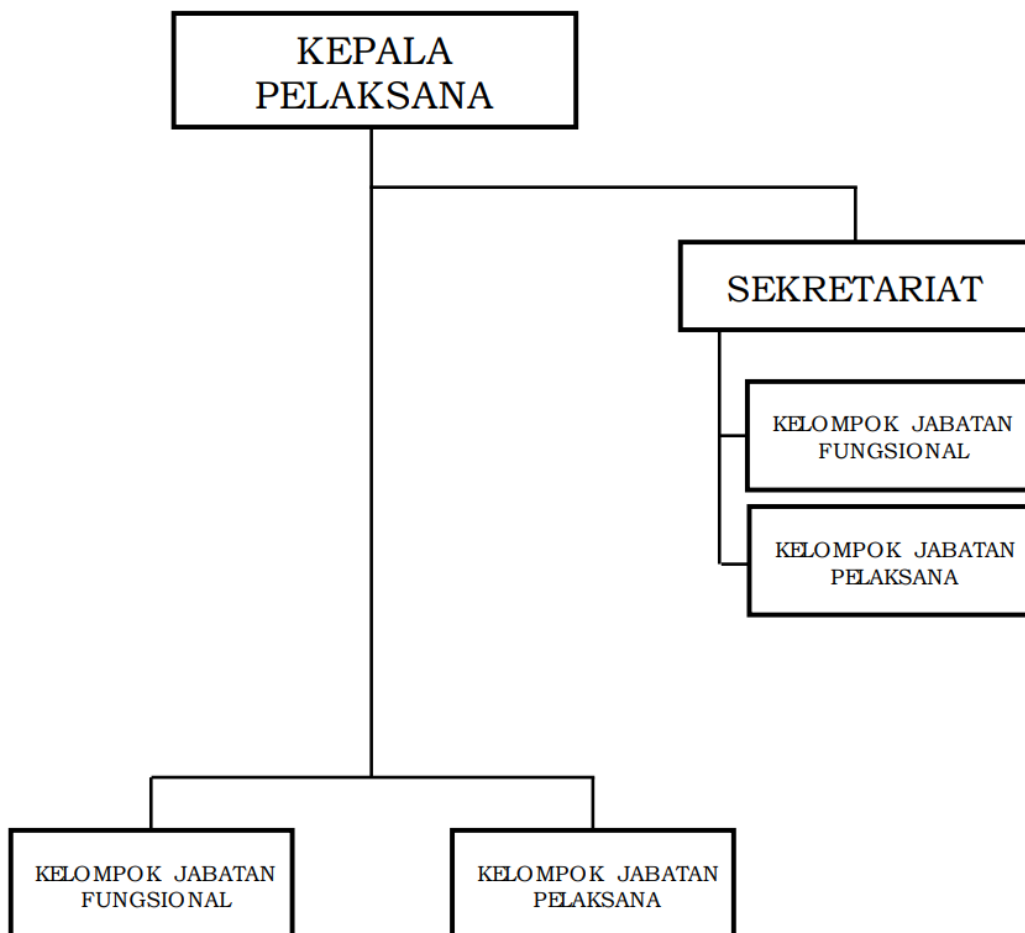 KEPALA
PELAKSANA
SEKRETARIAT
KELOMPOK JABATAN
FUNGSIONAL
KELOMPOK JABATAN
PELAKSANA
KELOMPOK JABATAN
FUNGSIONAL
KELOMPOK JABATAN
PELAKSANA